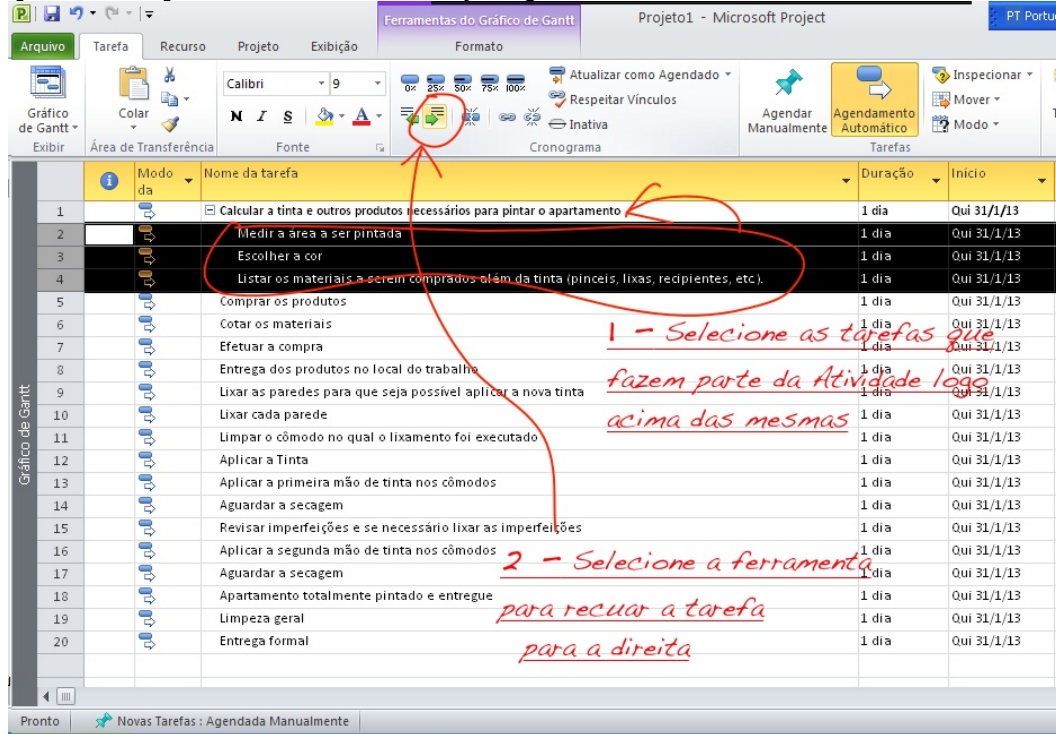 Ferramentas do Gráfico de Gantt
Projeto1 - Microsoft Project
Arquivo Tarefa Recurso Projeto Exibição Formato
Calibri 9
0% 25% 50% 75% 100%
Atualizar como Agendado
Respeitar Vínculos
Inativa
N I S A
Gráfico de Gantt
Colar
Agendar Manualmente
Agendamento Automático
Inspecionar
Mover
Modo
Exibir Área de Transferência Fonte Cronograma Tarefas
Modo da Nome da tarefa Duração Início
1 Calcular a tinta e outros produtos necessários para pintar o apartamento 1 dia Qui 31/1/13
2 Medir a área a ser pintada 1 dia Qui 31/1/13
3 Escolher a cor 1 dia Qui 31/1/13
4 Listar os materiais a serem comprados além da tinta (pinceis, lixas, recipientes, etc). 1 dia Qui 31/1/13
5 Comprar os produtos 1 dia Qui 31/1/13
6 Cotar os materiais 1 dia Qui 31/1/13
7 Efetuar a compra 1 dia Qui 31/1/13
8 Entrega dos produtos no local do trabalho 1 dia Qui 31/1/13
9 Lixar as paredes para que seja possível aplicar a nova tinta 1 dia Qui 31/1/13
10 Lixar cada parede 1 dia Qui 31/1/13
11 Limpar o cômodo no qual o lixamento foi executado 1 dia Qui 31/1/13
12 Aplicar a Tinta 1 dia Qui 31/1/13
13 Aplicar a primeira mão de tinta nos cômodos 1 dia Qui 31/1/13
14 Aguardar a secagem 1 dia Qui 31/1/13
15 Revisar imperfeições e se necessário lixar as imperfeições 1 dia Qui 31/1/13
16 Aplicar a segunda mão de tinta nos cômodos 1 dia Qui 31/1/13
17 Aguardar a secagem 1 dia Qui 31/1/13
18 Apartamento totalmente pintado e entregue 1 dia Qui 31/1/13
19 Limpeza geral 1 dia Qui 31/1/13
20 Entrega formal 1 dia Qui 31/1/13
1 - Selecione as tarefas que
fazem parte da Atividade logo
acima das mesmas
2 - Selecione a ferramenta
para recuar a tarefa
para a direita
Gráfico de Gantt
Pronto Novas Tarefas : Agendada Manualmente